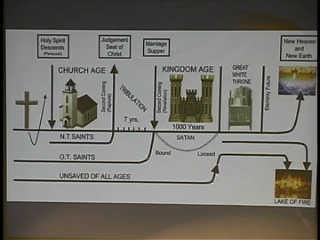 Holy Spirit
Descends
(Pentecost)
Judgement
Seat of
Christ
Marriage
Supper
New Heaven
and
New Earth
CHURCH AGE
Second Coming
(Rapture)
TRIBULATION
7 yrs.
Second Coming
(Revelation)
KINGDOM AGE
1000 Years
SATAN
Bound
Loosed
GREAT
WHITE
THRONE
Eternity Future
N.T. SAINTS
O.T. SAINTS
UNSAVED OF ALL AGES
LAKE OF FIRE